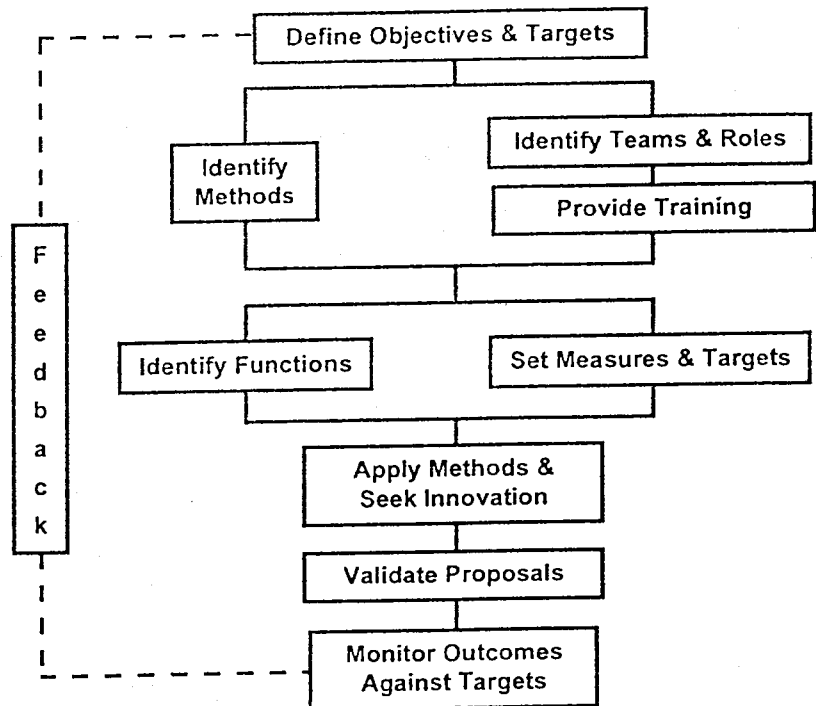 Define Objectives & Targets
Identify
Methods
Identify Teams & Roles
Provide Training
Feedback
Identify Functions
Set Measures & Targets
Apply Methods &
Seek Innovation
Validate Proposals
Monitor Outcomes
Against Targets